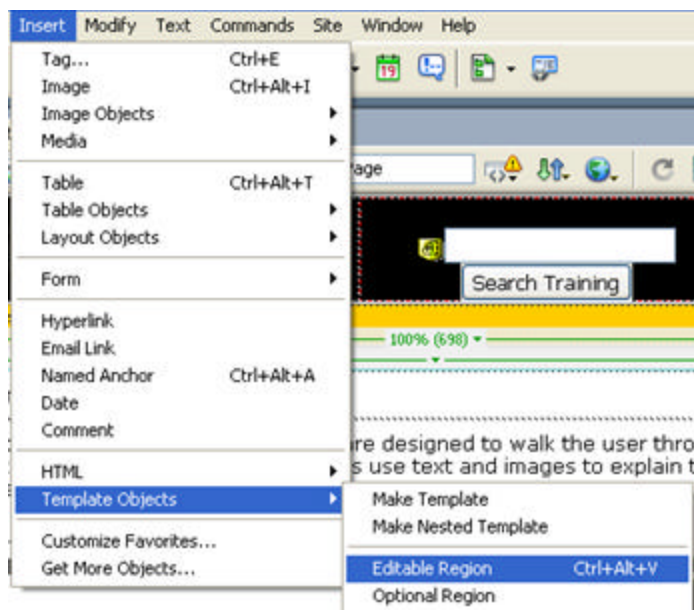 Insert Modify Text Commands Site Window Help
Tag... Ctrl+E
Image Ctrl+Alt+I
Image Objects
Media
Table Ctrl+Alt+T
Table Objects
Layout Objects
Form
Hyperlink
Email Link
Named Anchor Ctrl+Alt+A
Date
Comment
HTML
Template Objects
Customize Favorites...
Get More Objects...
19
Search Training
100% (698)
are designed to walk the user
use text and images to explain
Make Template
Make Nested Template
Editable Region Ctrl+Alt+V
Optional Region